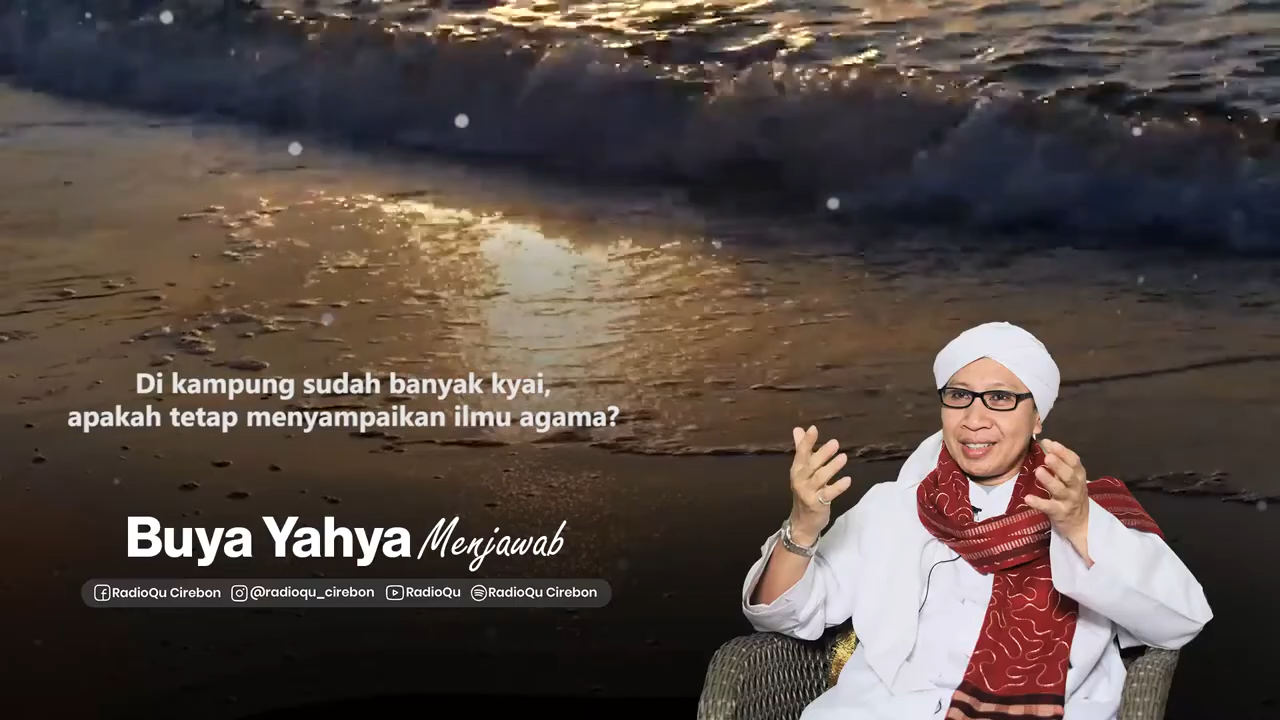 Di kampung sudah banyak kyai,
apakah tetap menyampaikan ilmu agama?
Buya Yahya Menjawab
RadioQu Cirebon @radioqu_cirebon RadioQu RadioQu Cirebon